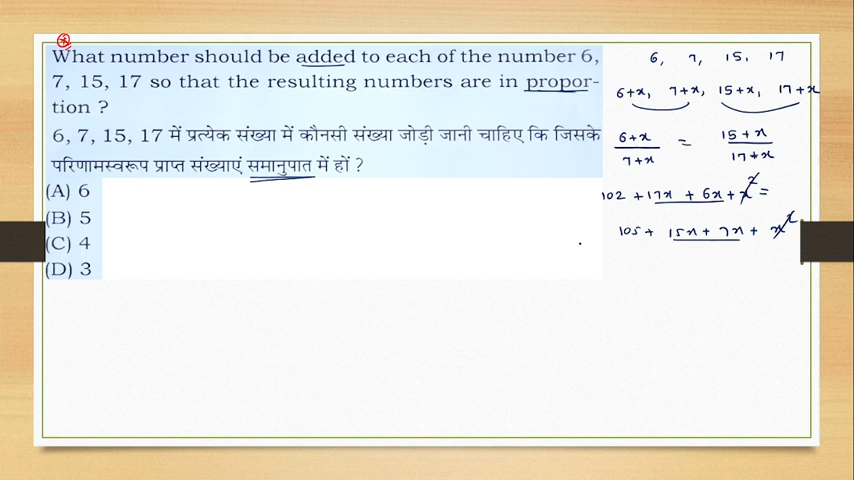 What number should be added to each of the number 6,
7, 15, 17 so that the resulting numbers are in propor-
tion ?
6, 7, 15, 17 में प्रत्येक संख्या में कौनसी संख्या जोड़ी जानी चाहिए कि जिसके
परिणामस्वरूप प्राप्त संख्याएं समानुपात में हों ?
(A) 6
(B) 5
(C) 4
(D) 3
6, 7, 15, 17
6+x, 7+x, 15+x, 17+x
6+x / 7+x = 15+x / 17+x
102 + 17x + 6x + x² =
105 + 15x + 7x + x²